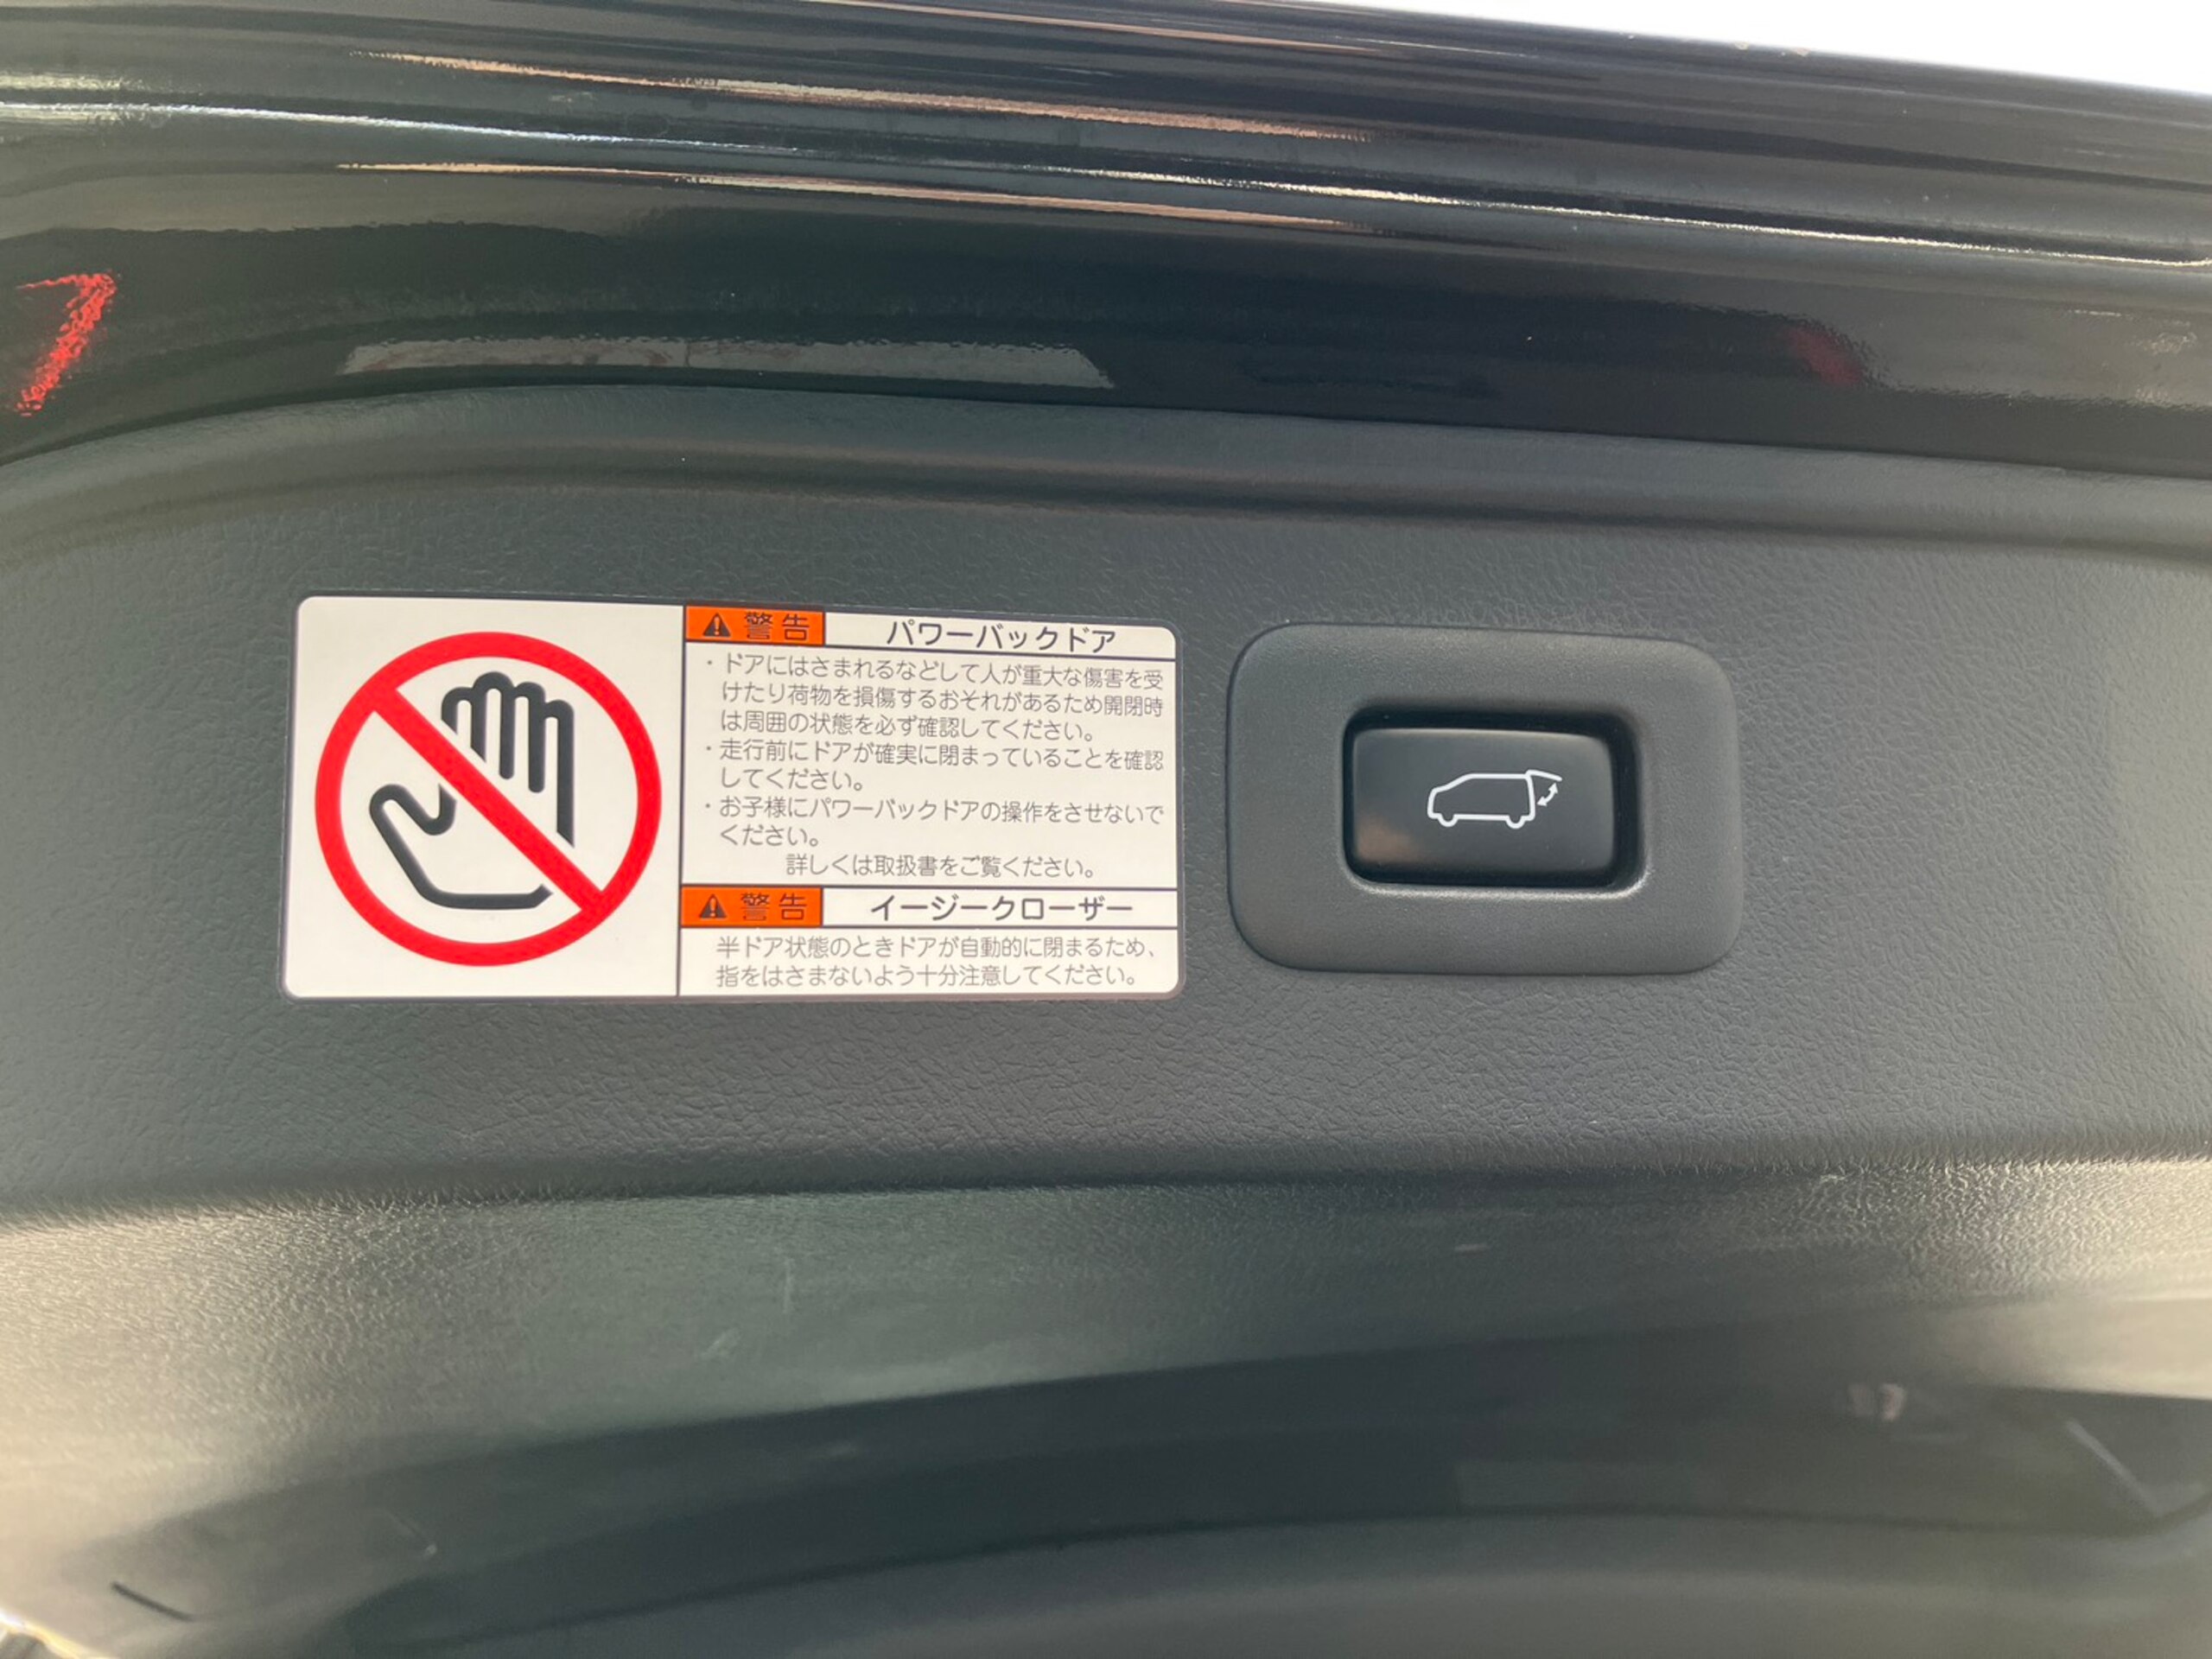 警告 パワーバックドア
・ドアにはさまれるなどして人が重大な傷害を受
けたり荷物を損傷するおそれがあるため開閉時
は周囲の状態を必ず確認してください。
・走行前にドアが確実に閉まっていることを確認
してください。
・お子様にパワーバックドアの操作をさせないで
ください。
詳しくは取扱書をご覧ください。
警告 イージークローザー
半ドア状態のときドアが自動的に閉まるため、
指をはさまないよう十分注意してください。